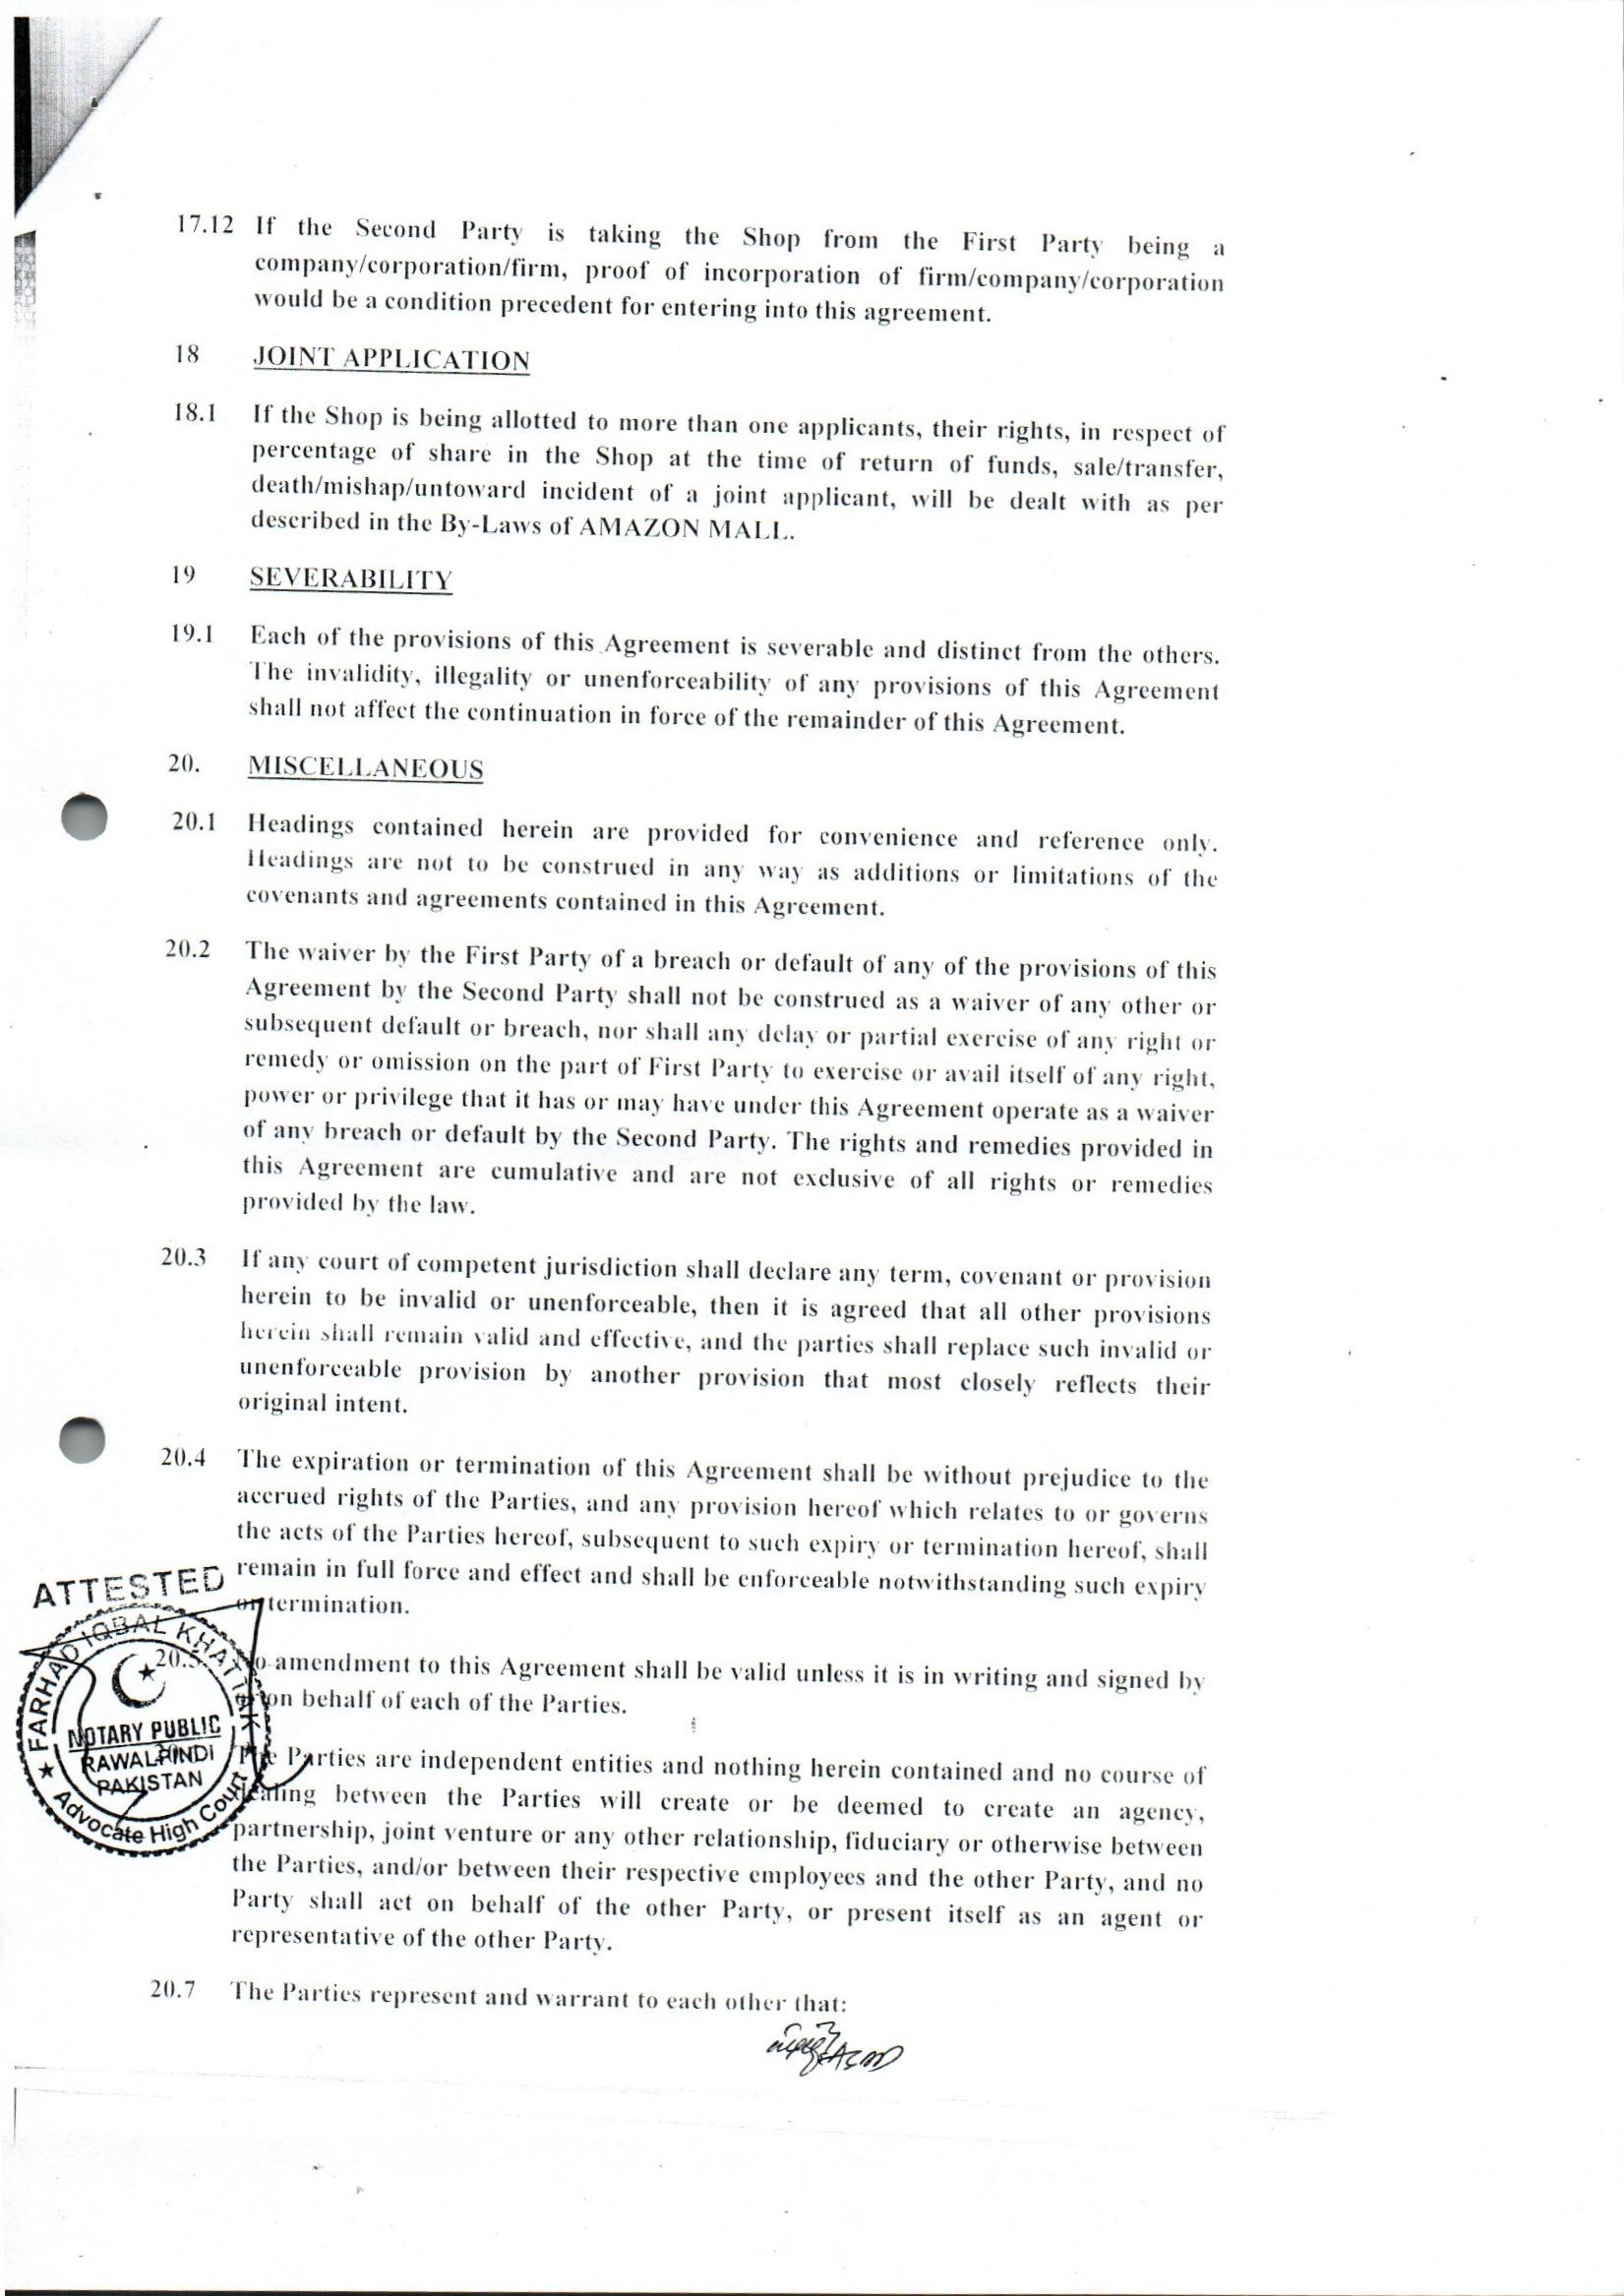 17.12 If the Second Party is taking the Shop from the First Party being a
company/corporation/firm, proof of incorporation of firm/company/corporation
would be a condition precedent for entering into this agreement.
18 JOINT APPLICATION
18.1 If the Shop is being allotted to more than one applicants, their rights, in respect of
percentage of share in the Shop at the time of return of funds, sale/transfer,
death/mishap/untoward incident of a joint applicant, will be dealt with as per
described in the By-Laws of AMAZON MALL.
19 SEVERABILITY
19.1 Each of the provisions of this Agreement is severable and distinct from the others.
The invalidity, illegality or unenforceability of any provisions of this Agreement
shall not affect the continuation in force of the remainder of this Agreement.
20. MISCELLANEOUS
20.1 Headings contained herein are provided for convenience and reference only.
Headings are not to be construed in any way as additions or limitations of the
covenants and agreements contained in this Agreement.
20.2 The waiver by the First Party of a breach or default of any of the provisions of this
Agreement by the Second Party shall not be construed as a waiver of any other or
subsequent default or breach, nor shall any delay or partial exercise of any right or
remedy or omission on the part of First Party to exercise or avail itself of any right,
power or privilege that it has or may have under this Agreement operate as a waiver
of any breach or default by the Second Party. The rights and remedies provided in
this Agreement are cumulative and are not exclusive of all rights or remedies
provided by the law.
20.3 If any court of competent jurisdiction shall declare any term, covenant or provision
herein to be invalid or unenforceable, then it is agreed that all other provisions
herein shall remain valid and effective, and the parties shall replace such invalid or
unenforceable provision by another provision that most closely reflects their
original intent.
20.4 The expiration or termination of this Agreement shall be without prejudice to the
accrued rights of the Parties, and any provision hereof which relates to or governs
the acts of the Parties hereof, subsequent to such expiry or termination hereof, shall
remain in full force and effect and shall be enforceable notwithstanding such expiry
or termination.
20.5 No amendment to this Agreement shall be valid unless it is in writing and signed by
or on behalf of each of the Parties.
The Parties are independent entities and nothing herein contained and no course of
dealing between the Parties will create or be deemed to create an agency,
partnership, joint venture or any other relationship, fiduciary or otherwise between
the Parties, and/or between their respective employees and the other Party, and no
Party shall act on behalf of the other Party, or present itself as an agent or
representative of the other Party.
20.7 The Parties represent and warrant to each other that:
ATTESTED
FARHAD IQBAL KHATTAK
NOTARY PUBLIC
RAWALPINDI
PAKISTAN
Advocate High Court